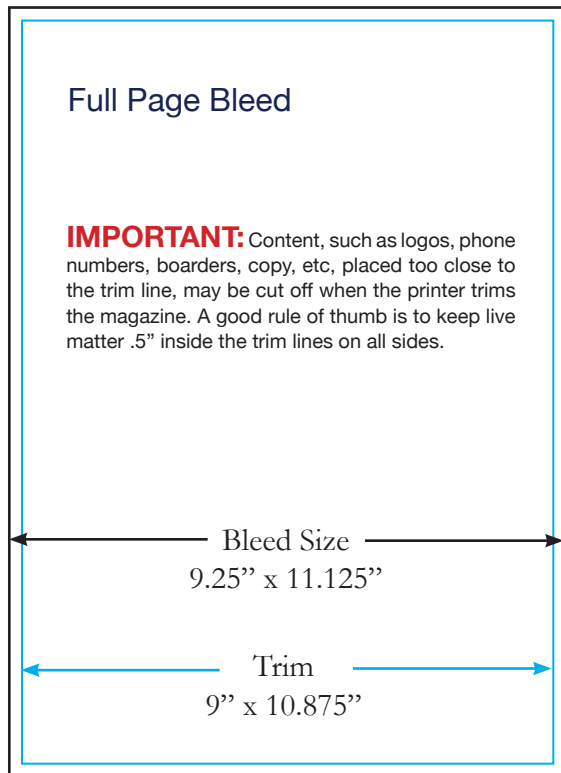 Full Page Bleed
IMPORTANT: Content, such as logos, phone
numbers, boarders, copy, etc, placed too close to
the trim line, may be cut off when the printer trims
the magazine. A good rule of thumb is to keep live
matter .5” inside the trim lines on all sides.
Bleed Size
9.25” x 11.125”
Trim
9” x 10.875”